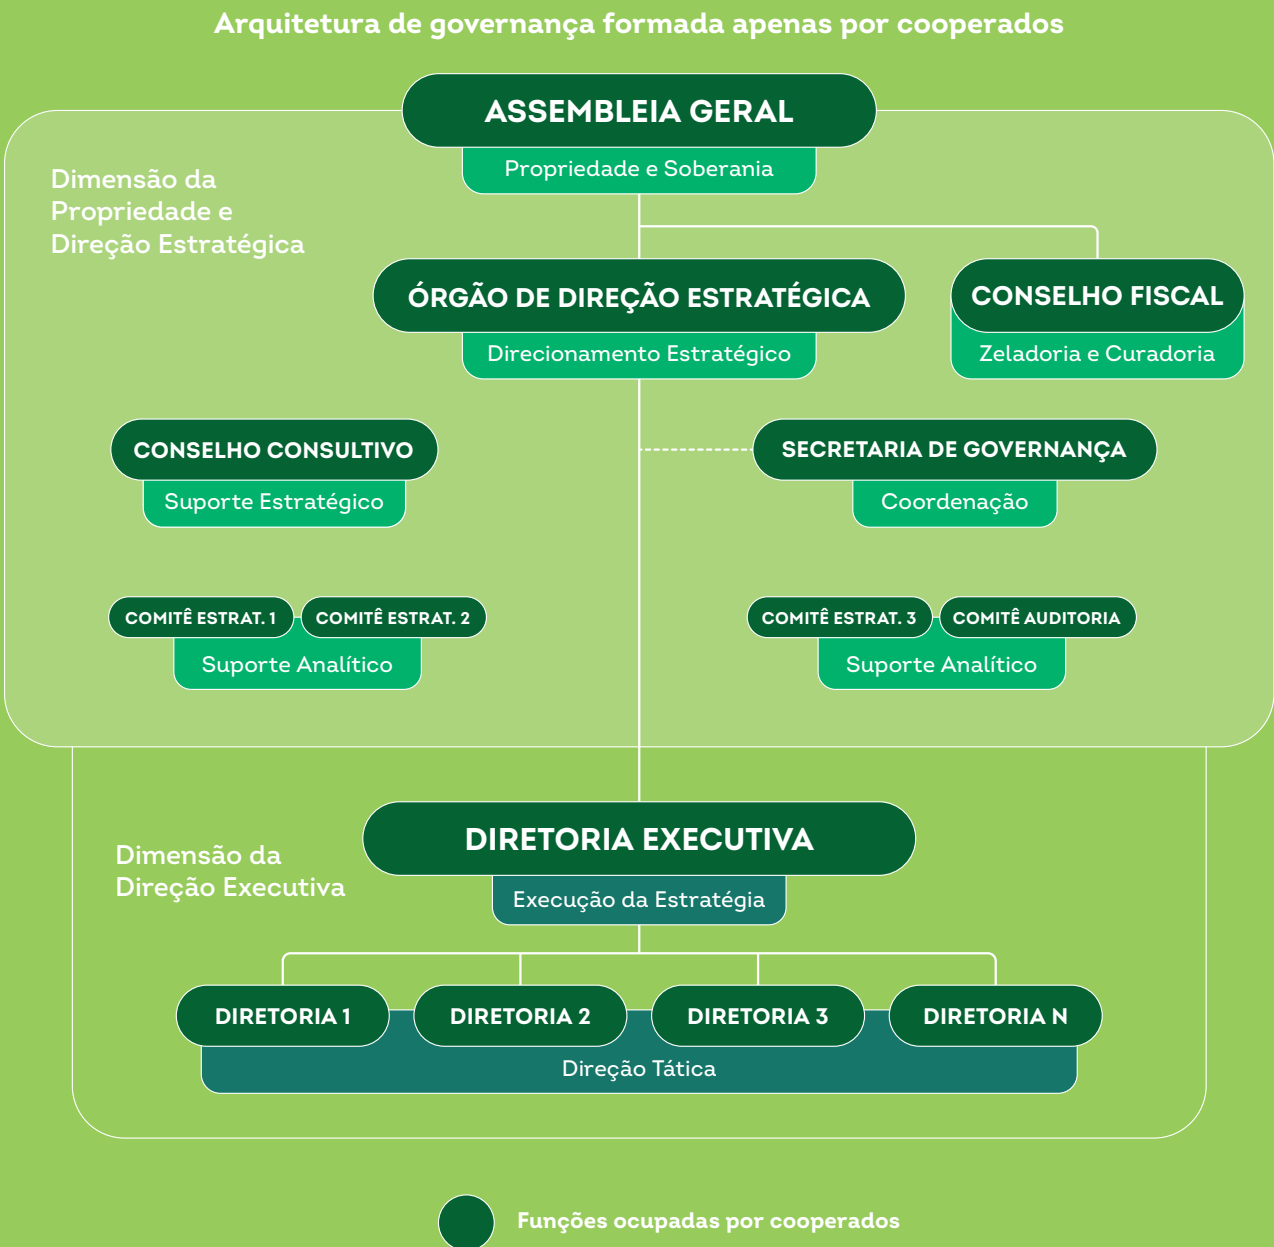 Arquitetura de governança formada apenas por cooperados
ASSEMBLEIA GERAL
Propriedade e Soberania
Dimensão da
Propriedade e
Direção Estratégica
ÓRGÃO DE DIREÇÃO ESTRATÉGICA
Direcionamento Estratégico
CONSELHO FISCAL
Zeladoria e Curadoria
CONSELHO CONSULTIVO
Suporte Estratégico
SECRETARIA DE GOVERNANÇA
Coordenação
COMITÊ ESTRAT. 1
COMITÊ ESTRAT. 2
Suporte Analítico
COMITÊ ESTRAT. 3
COMITÊ AUDITORIA
Suporte Analítico
DIRETORIA EXECUTIVA
Execução da Estratégia
Dimensão da
Direção Executiva
DIRETORIA 1
DIRETORIA 2
DIRETORIA 3
DIRETORIA N
Direção Tática
Funções ocupadas por cooperados